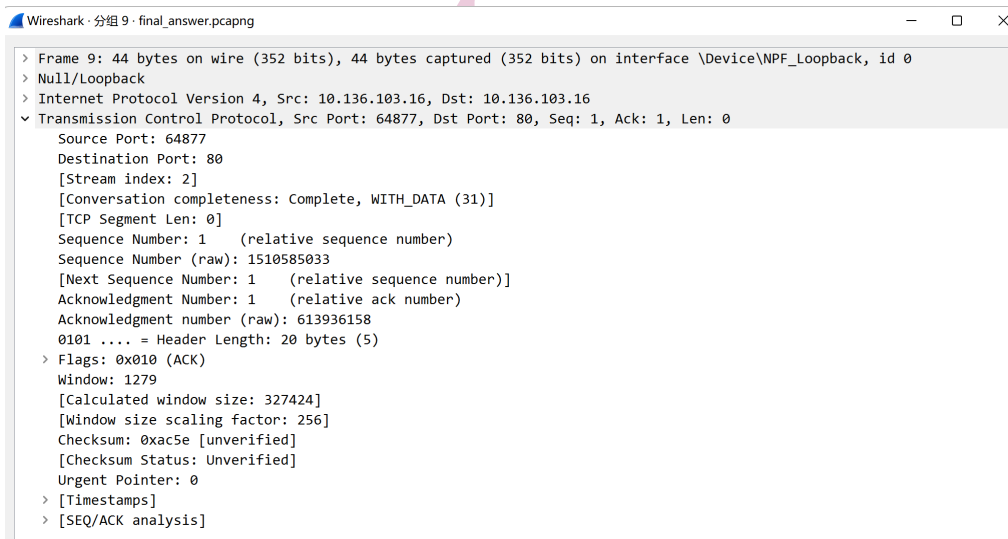 Wireshark · 分组 9 · final_answer.pcapng
Frame 9: 44 bytes on wire (352 bits), 44 bytes captured (352 bits) on interface \Device\NPF_Loopback, id 0
Null/Loopback
Internet Protocol Version 4, Src: 10.136.103.16, Dst: 10.136.103.16
Transmission Control Protocol, Src Port: 64877, Dst Port: 80, Seq: 1, Ack: 1, Len: 0
Source Port: 64877
Destination Port: 80
[Stream index: 2]
[Conversation completeness: Complete, WITH_DATA (31)]
[TCP Segment Len: 0]
Sequence Number: 1    (relative sequence number)
Sequence Number (raw): 1510585033
[Next Sequence Number: 1    (relative sequence number)]
Acknowledgment Number: 1    (relative ack number)
Acknowledgment number (raw): 613936158
0101 .... = Header Length: 20 bytes (5)
Flags: 0x010 (ACK)
Window: 1279
[Calculated window size: 327424]
[Window size scaling factor: 256]
Checksum: 0xac5e [unverified]
[Checksum Status: Unverified]
Urgent Pointer: 0
[Timestamps]
[SEQ/ACK analysis]